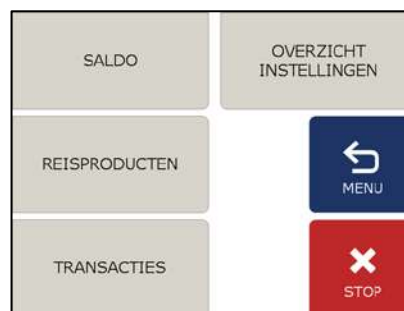 SALDO
OVERZICHT
INSTELLINGEN
REISPRODUCTEN
MENU
TRANSACTIES
STOP